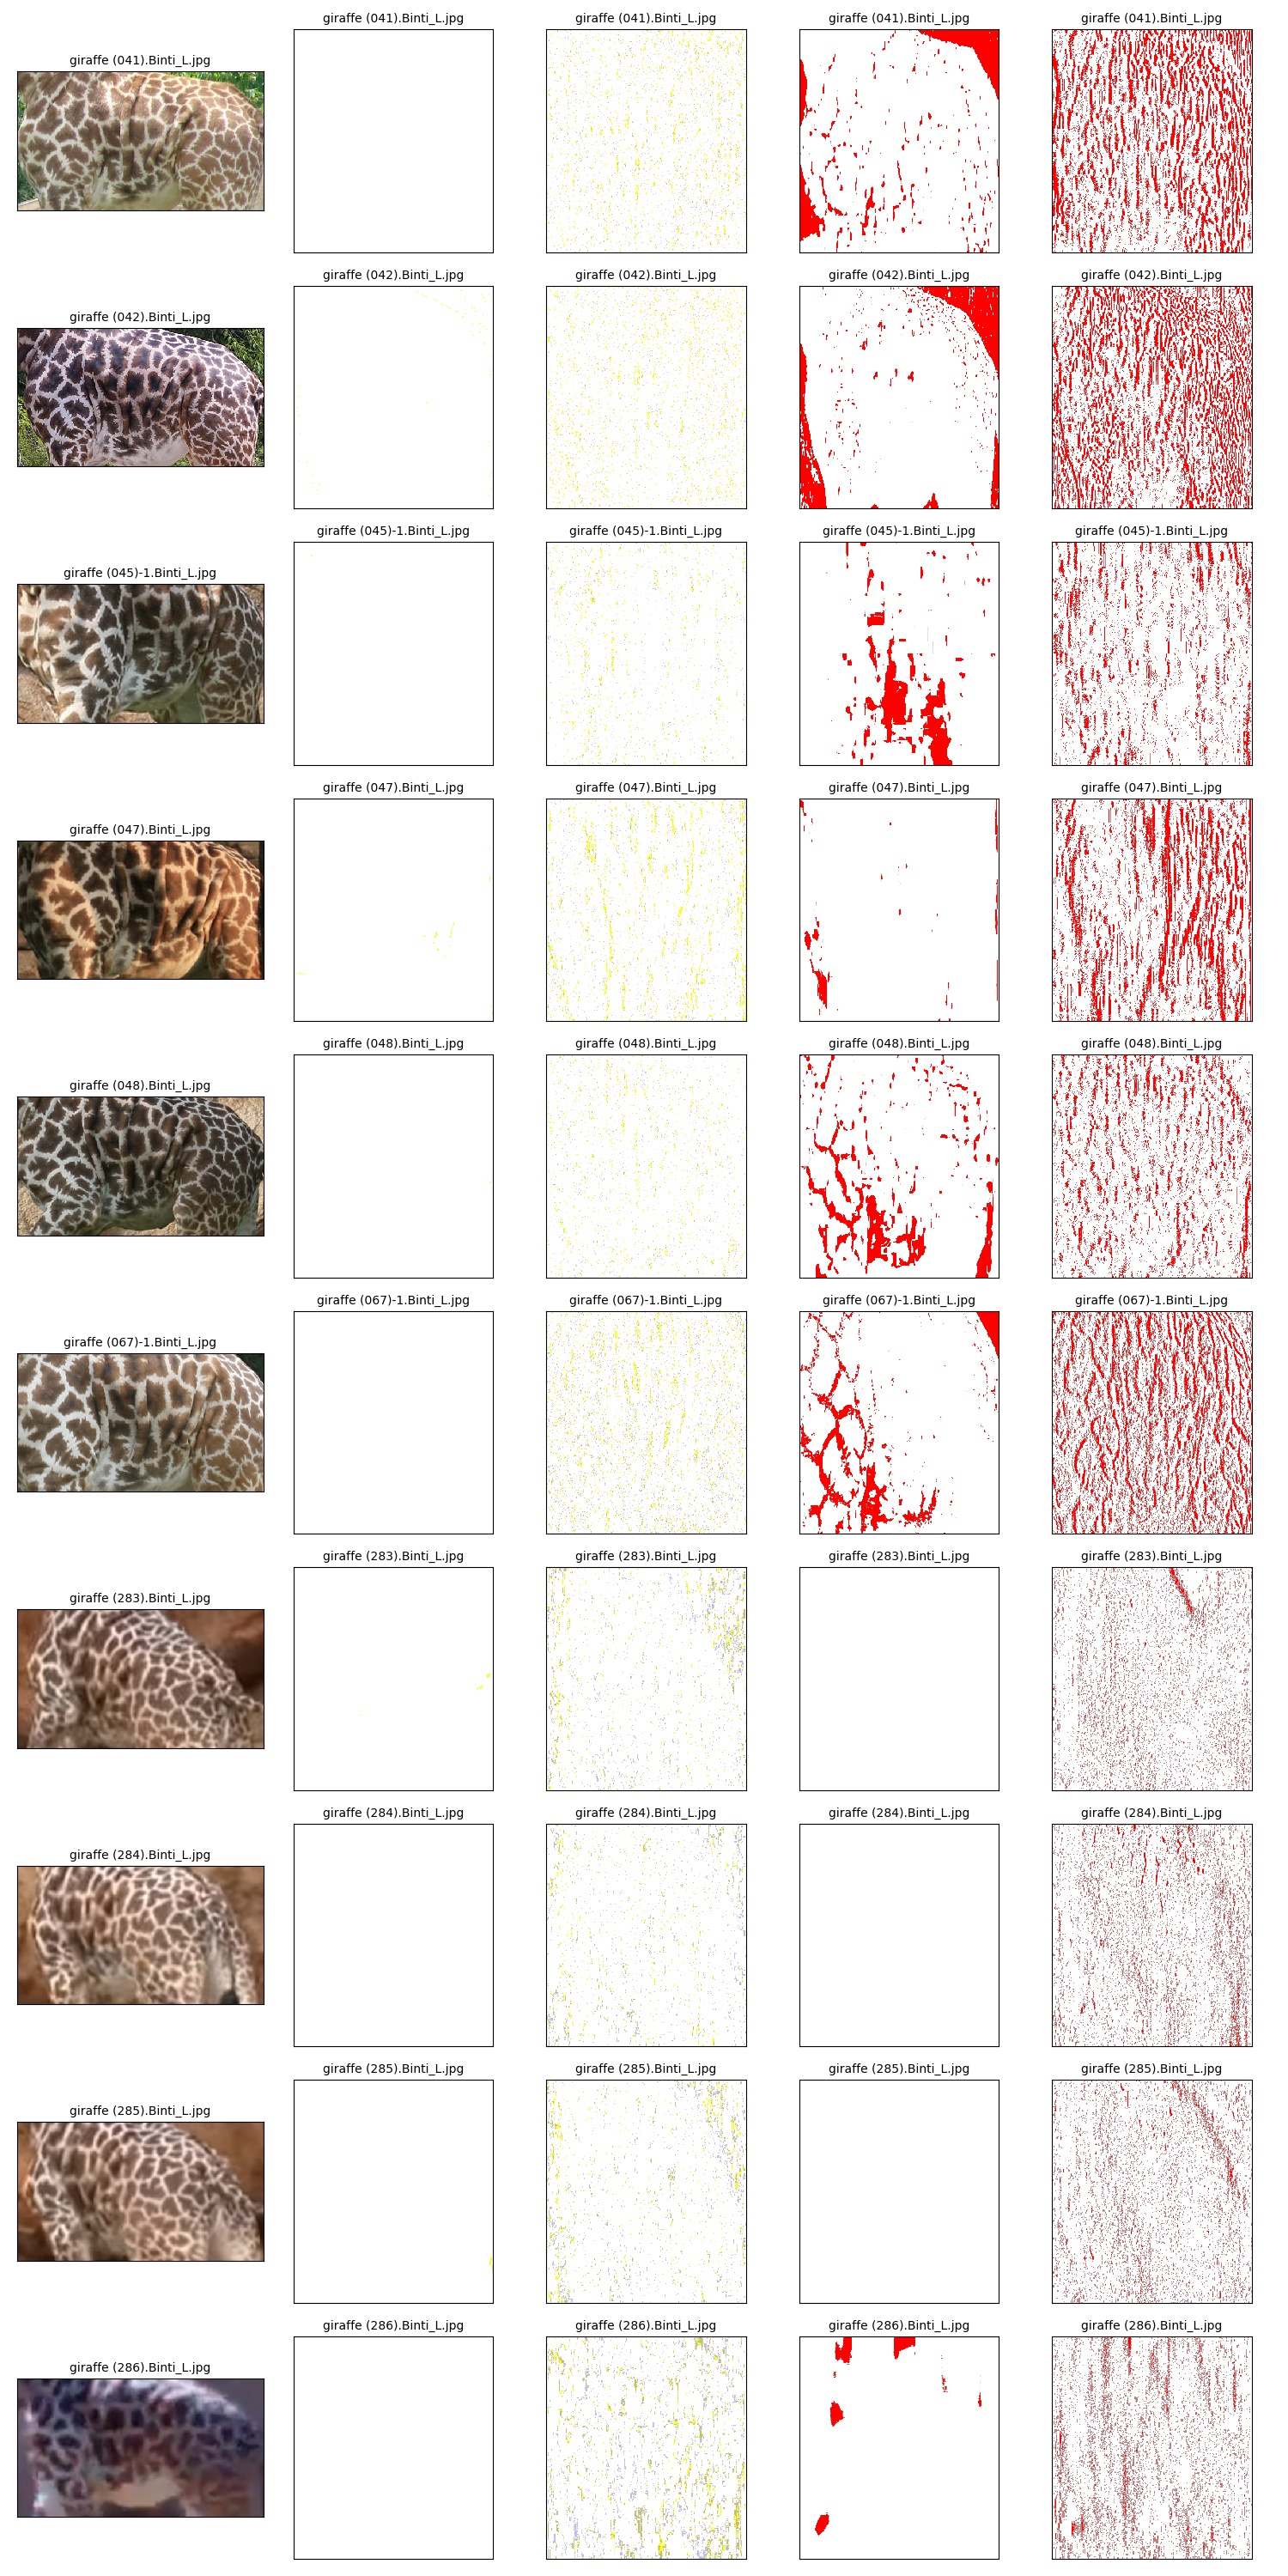 giraffe (041).Binti_L.jpg giraffe (041).Binti_L.jpg giraffe (041).Binti_L.jpg giraffe (041).Binti_L.jpg
giraffe (041).Binti_L.jpg
giraffe (042).Binti_L.jpg giraffe (042).Binti_L.jpg giraffe (042).Binti_L.jpg giraffe (042).Binti_L.jpg
giraffe (042).Binti_L.jpg
giraffe (045)-1.Binti_L.jpg giraffe (045)-1.Binti_L.jpg giraffe (045)-1.Binti_L.jpg giraffe (045)-1.Binti_L.jpg
giraffe (045)-1.Binti_L.jpg
giraffe (047).Binti_L.jpg giraffe (047).Binti_L.jpg giraffe (047).Binti_L.jpg giraffe (047).Binti_L.jpg
giraffe (047).Binti_L.jpg
giraffe (048).Binti_L.jpg giraffe (048).Binti_L.jpg giraffe (048).Binti_L.jpg giraffe (048).Binti_L.jpg
giraffe (048).Binti_L.jpg
giraffe (067)-1.Binti_L.jpg giraffe (067)-1.Binti_L.jpg giraffe (067)-1.Binti_L.jpg giraffe (067)-1.Binti_L.jpg
giraffe (067)-1.Binti_L.jpg
giraffe (283).Binti_L.jpg giraffe (283).Binti_L.jpg giraffe (283).Binti_L.jpg giraffe (283).Binti_L.jpg
giraffe (283).Binti_L.jpg
giraffe (284).Binti_L.jpg giraffe (284).Binti_L.jpg giraffe (284).Binti_L.jpg giraffe (284).Binti_L.jpg
giraffe (284).Binti_L.jpg
giraffe (285).Binti_L.jpg giraffe (285).Binti_L.jpg giraffe (285).Binti_L.jpg giraffe (285).Binti_L.jpg
giraffe (285).Binti_L.jpg
giraffe (286).Binti_L.jpg giraffe (286).Binti_L.jpg giraffe (286).Binti_L.jpg giraffe (286).Binti_L.jpg
giraffe (286).Binti_L.jpg